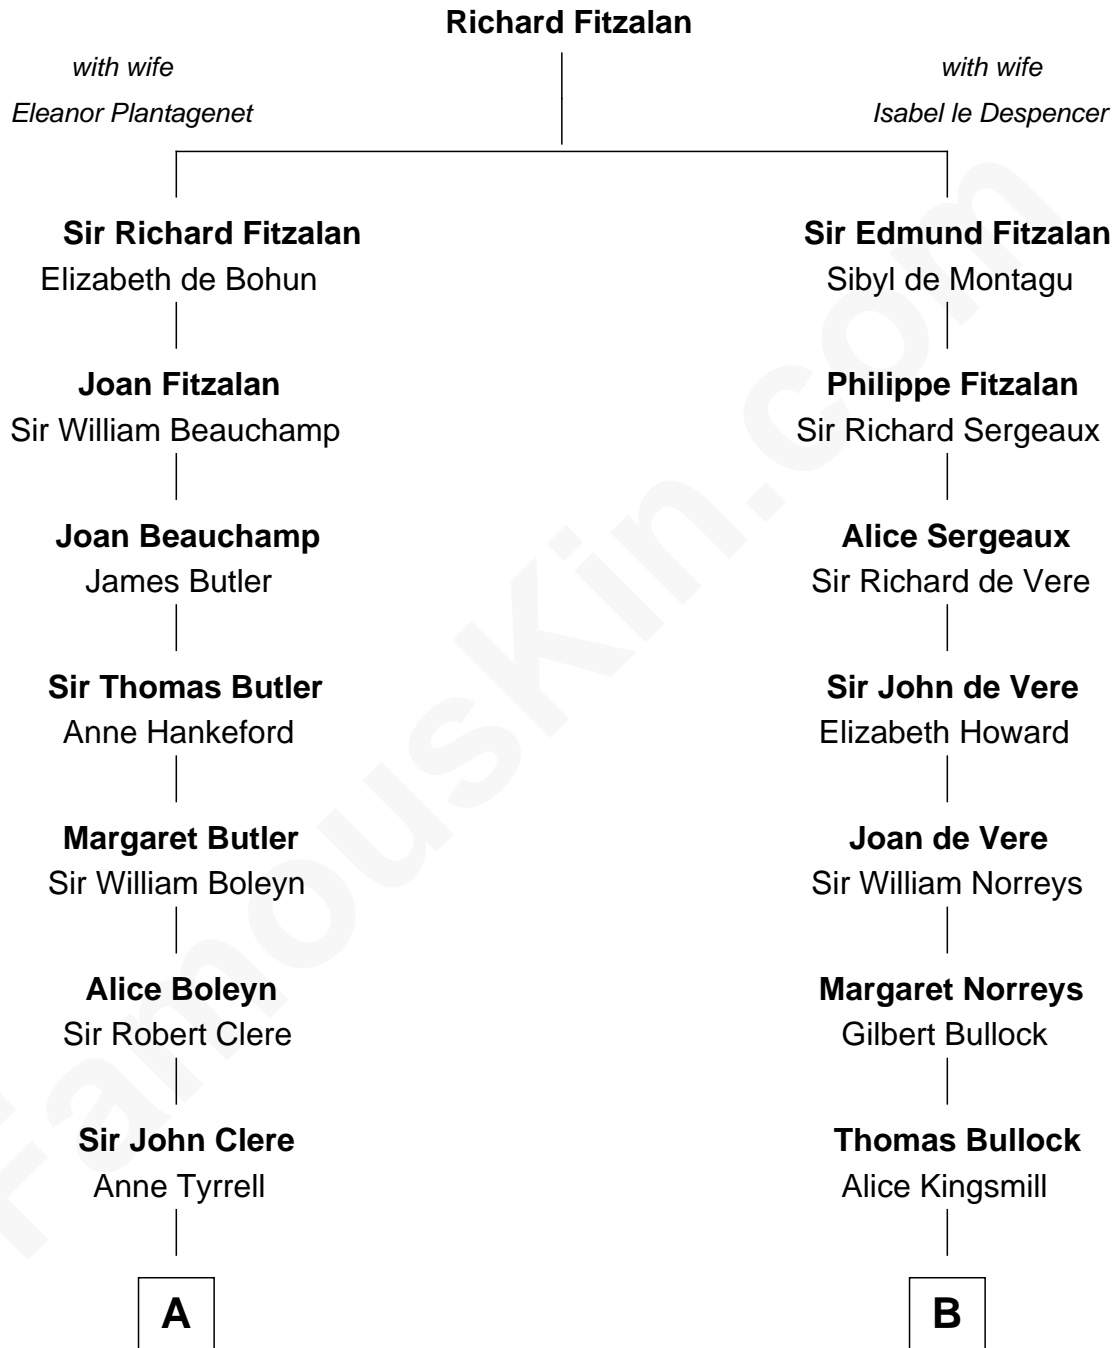 Richard Fitzalan
with wife
Eleanor Plantagenet
with wife
Isabel le Despencer
Sir Richard Fitzalan
Elizabeth de Bohun
Sir Edmund Fitzalan
Sibyl de Montagu
Joan Fitzalan
Sir William Beauchamp
Philippe Fitzalan
Sir Richard Sergeaux
Joan Beauchamp
James Butler
Alice Sergeaux
Sir Richard de Vere
Sir Thomas Butler
Anne Hankeford
Sir John de Vere
Elizabeth Howard
Margaret Butler
Sir William Boleyn
Joan de Vere
Sir William Norreys
Alice Boleyn
Sir Robert Clere
Margaret Norreys
Gilbert Bullock
Sir John Clere
Anne Tyrrell
Thomas Bullock
Alice Kingsmill
A
B
FamousKin.com